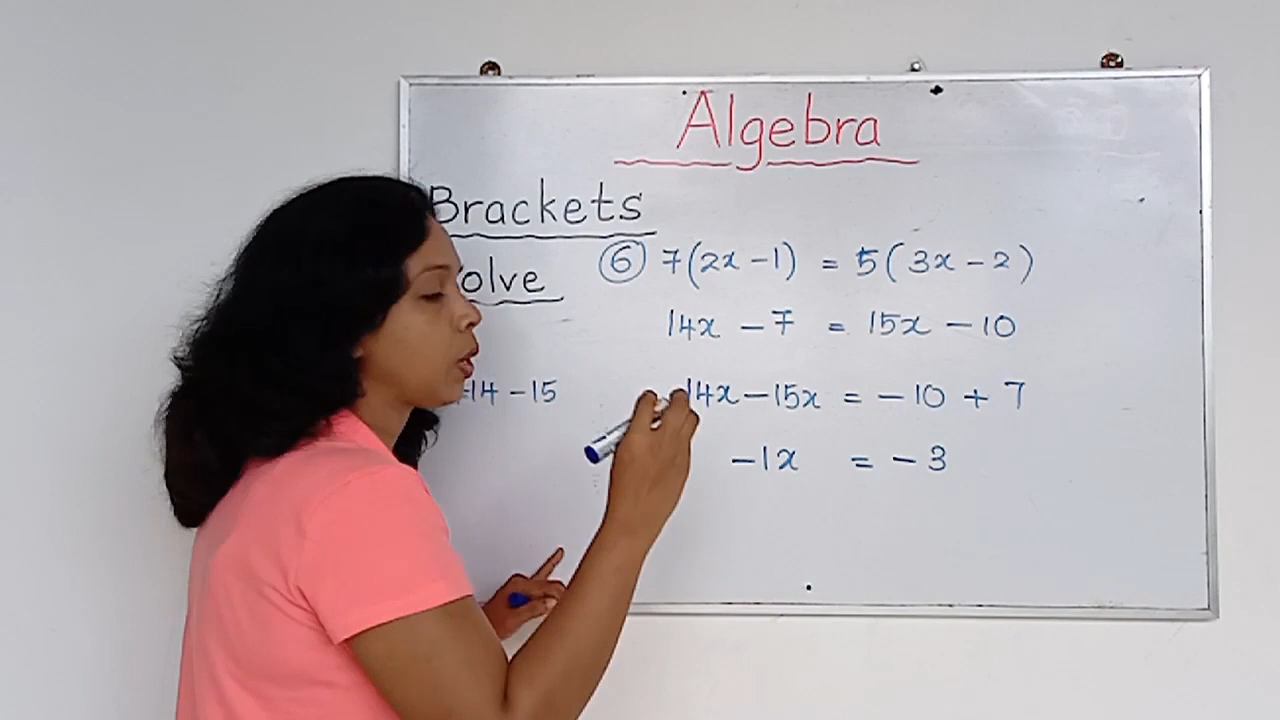 Algebra
Brackets
olve
⑥ 7(2x - 1) = 5(3x - 2)
14x - 7 = 15x - 10
14 - 15
14x - 15x = -10 + 7
-1x = -3